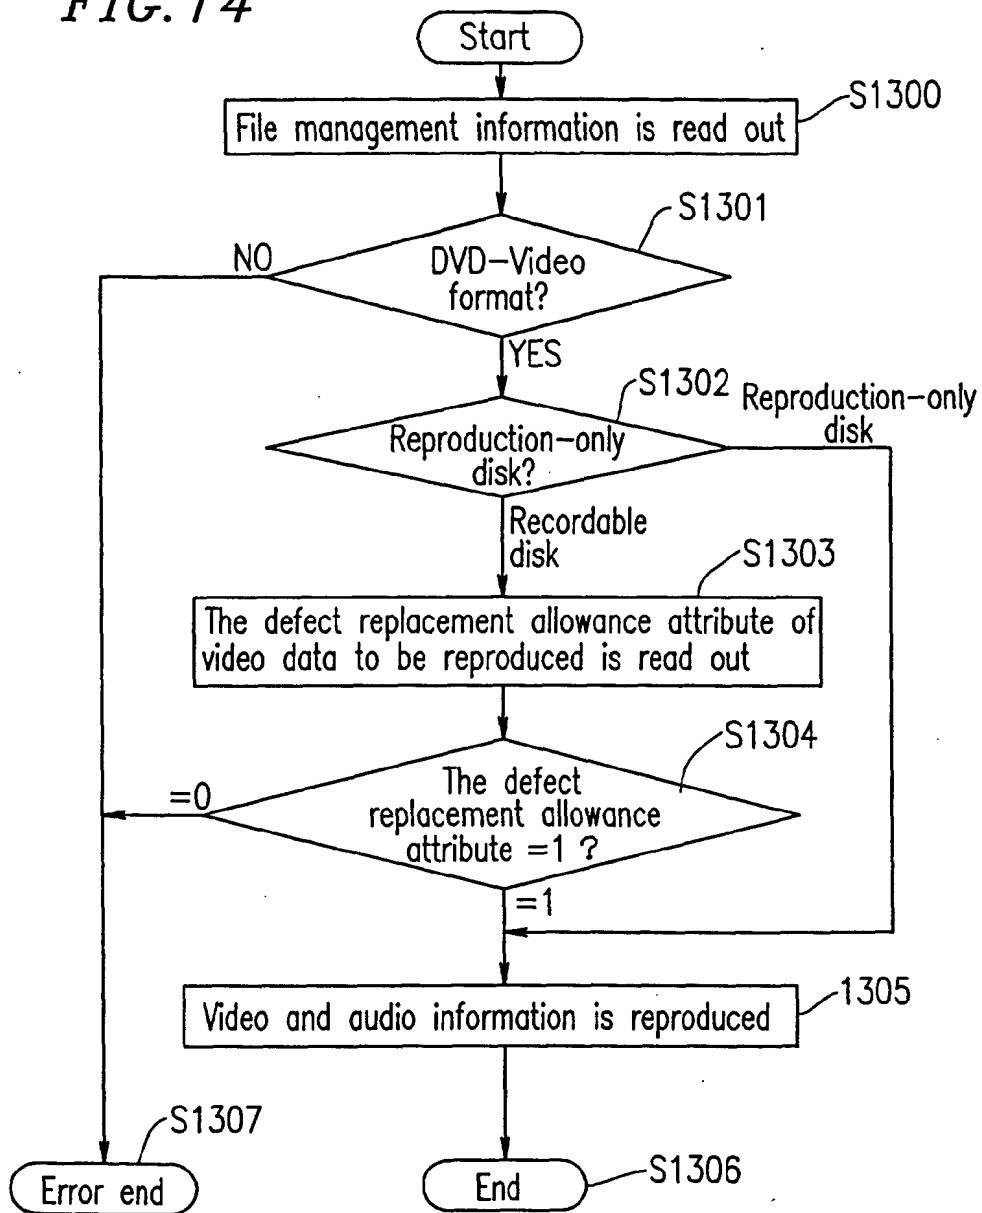 FIG. 14
Start
S1300
File management information is read out
S1301
NO
DVD-Video
format?
YES
S1302
Reproduction-only
disk
Reproduction-only
disk?
Recordable
disk
S1303
The defect replacement allowance attribute of
video data to be reproduced is read out
S1304
The defect
replacement allowance
attribute =1 ?
=0
=1
1305
Video and audio information is reproduced
S1307
Error end
S1306
End